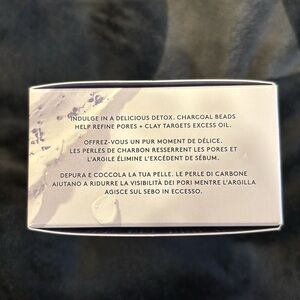 INDULGE IN A DELICIOUS DETOX. CHARCOAL BEADS
HELP REFINE PORES + CLAY TARGETS EXCESS OIL.
OFFREZ-VOUS UN PUR MOMENT DE DÉLICE.
LES PERLES DE CHARBON RESSERRENT LES PORES ET
L'ARGILE ÉLIMINE L'EXCÉDENT DE SÉBUM.
DEPURA E COCCOLA LA TUA PELLE. LE PERLE DI CARBONE
AIUTANO A RIDURRE LA VISIBILITÀ DEI PORI MENTRE L'ARGILLA
AGISCE SUL SEBO IN ECCESSO.